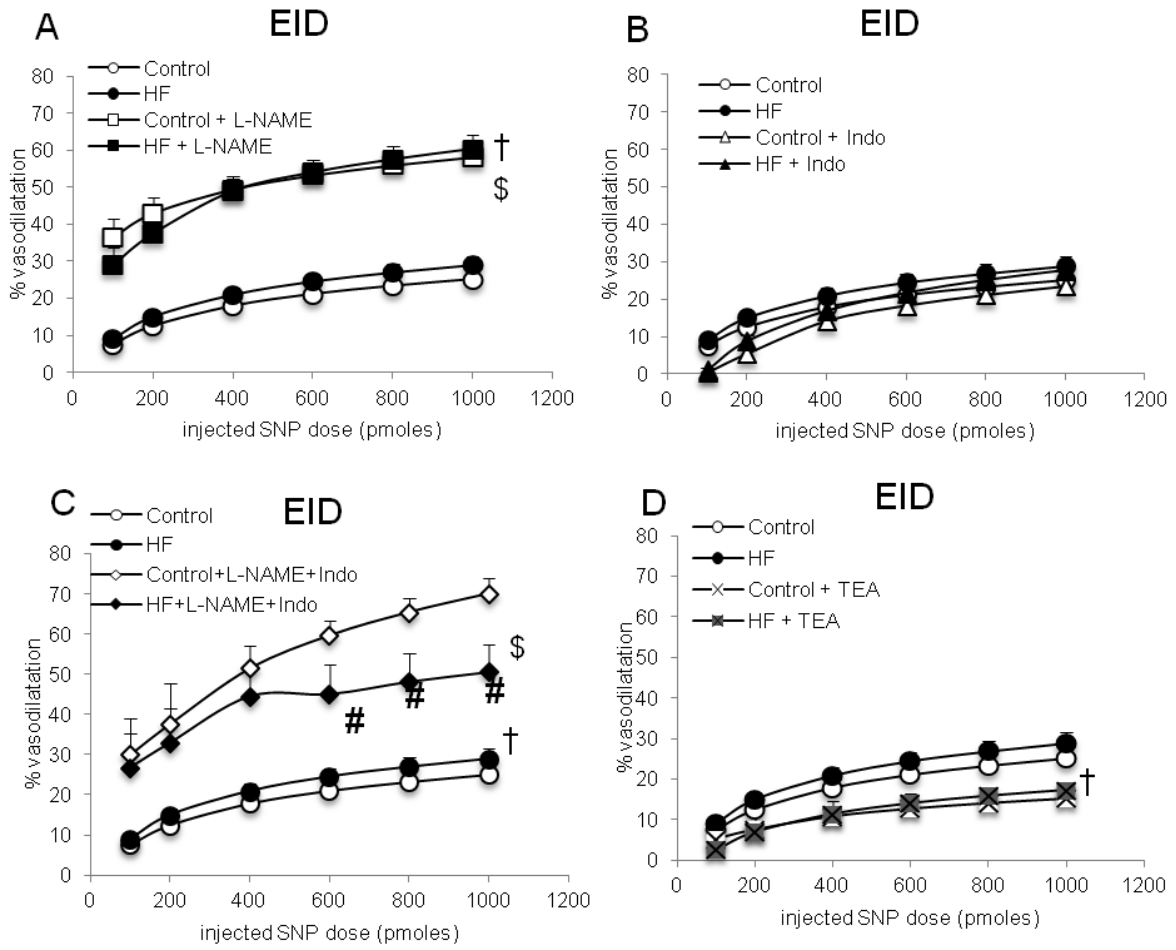 A
EID
Control
HF
Control + L-NAME
HF + L-NAME
80
70
60
50
40
30
20
10
0
% vasodilatation
†
$
0 200 400 600 800 1000 1200
injected SNP dose (pmoles)
B
EID
Control
HF
Control + Indo
HF + Indo
80
70
60
50
40
30
20
10
0
% vasodilatation
0 200 400 600 800 1000 1200
injected SNP dose (pmoles)
C
EID
Control
HF
Control+L-NAME+Indo
HF+L-NAME+Indo
80
70
60
50
40
30
20
10
0
% vasodilatation
$
# # #
†
0 200 400 600 800 1000 1200
injected SNP dose (pmoles)
D
EID
Control
HF
Control + TEA
HF + TEA
80
70
60
50
40
30
20
10
0
% vasodilatation
†
0 200 400 600 800 1000 1200
injected SNP dose (pmoles)